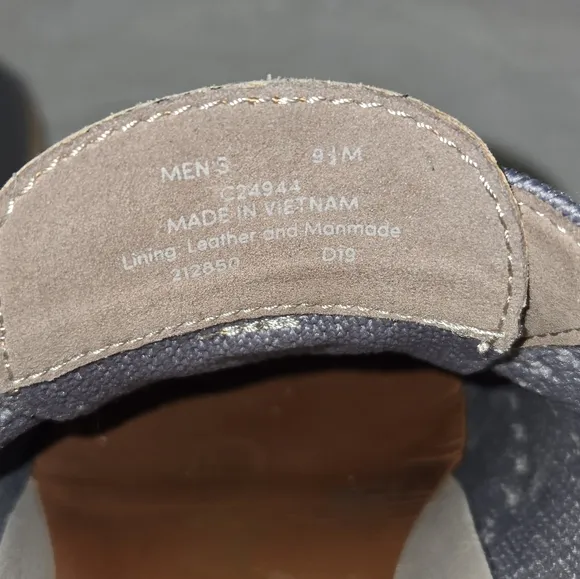 MEN'S 9½M
C24944
MADE IN VIETNAM
Lining: Leather and Manmade
212850 D19